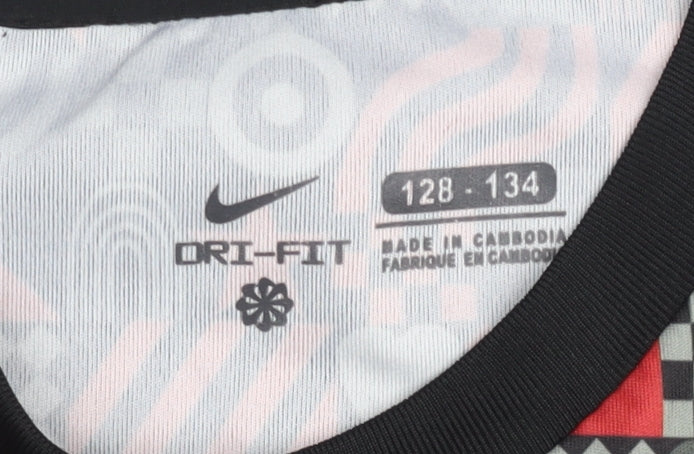 128 - 134
DRI-FIT
MADE IN CAMBODIA
FABRIQUE EN CAMBODGE